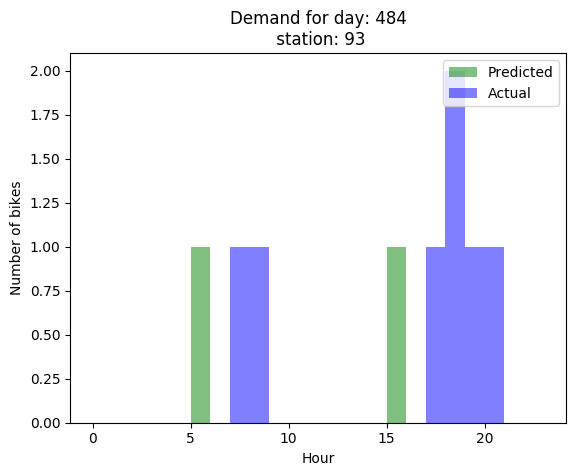 Demand for day: 484
station: 93
Predicted
Actual
2.00
1.75
1.50
1.25
1.00
0.75
0.50
0.25
0.00
Number of bikes
0
5
10
15
20
Hour